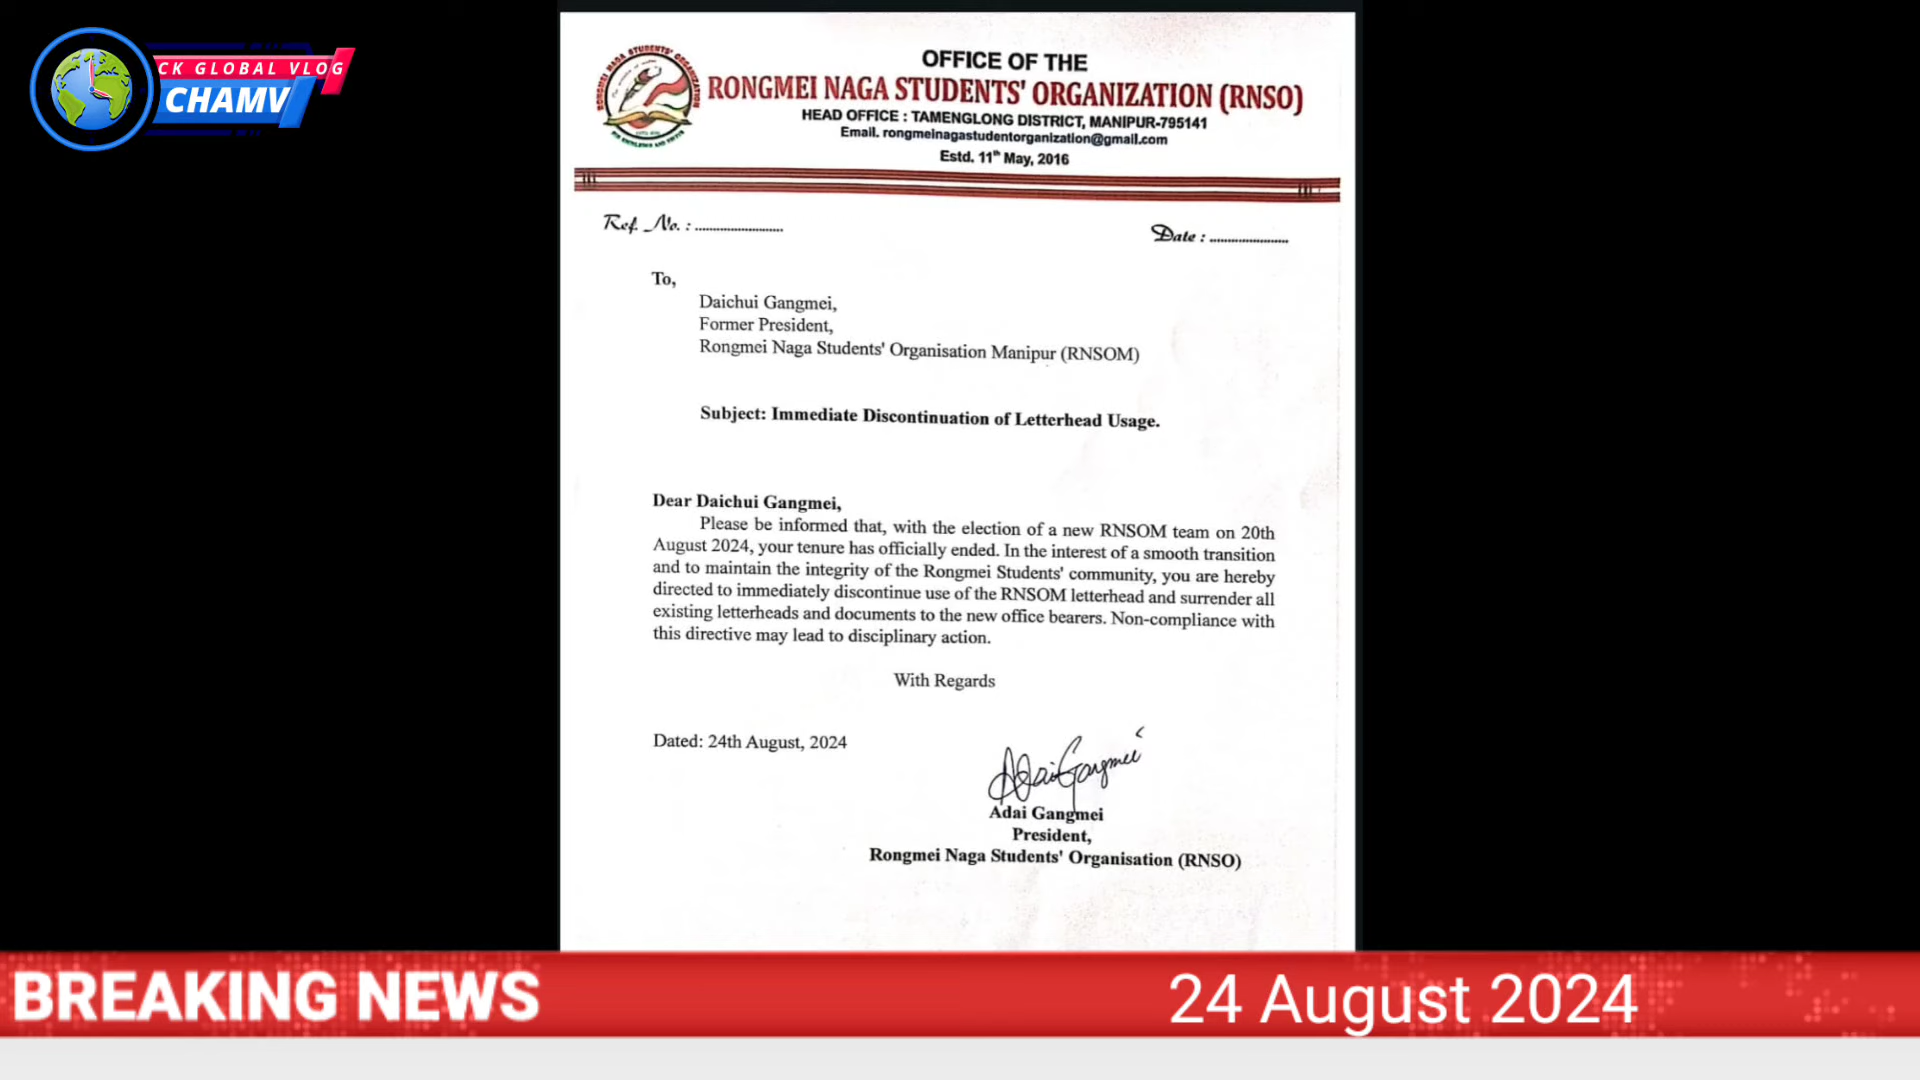 CK GLOBAL VLOG
CHAMV
OFFICE OF THE
RONGMEI NAGA STUDENTS' ORGANIZATION (RNSO)
HEAD OFFICE : TAMENGLONG DISTRICT, MANIPUR-795141
Email. rongmeinagastudentorganization@gmail.com
Estd. 11th May, 2016
RONGMEI NAGA STUDENTS' ORGANIZATION
Ref. No. : ........................
Date : ......................
To,
Daichui Gangmei,
Former President,
Rongmei Naga Students' Organisation Manipur (RNSOM)
Subject: Immediate Discontinuation of Letterhead Usage.
Dear Daichui Gangmei,
Please be informed that, with the election of a new RNSOM team on 20th
August 2024, your tenure has officially ended. In the interest of a smooth transition
and to maintain the integrity of the Rongmei Students' community, you are hereby
directed to immediately discontinue use of the RNSOM letterhead and surrender all
existing letterheads and documents to the new office bearers. Non-compliance with
this directive may lead to disciplinary action.
With Regards
Dated: 24th August, 2024
Adai Gangmei
Adai Gangmei
President,
Rongmei Naga Students' Organisation (RNSO)
BREAKING NEWS
24 August 2024